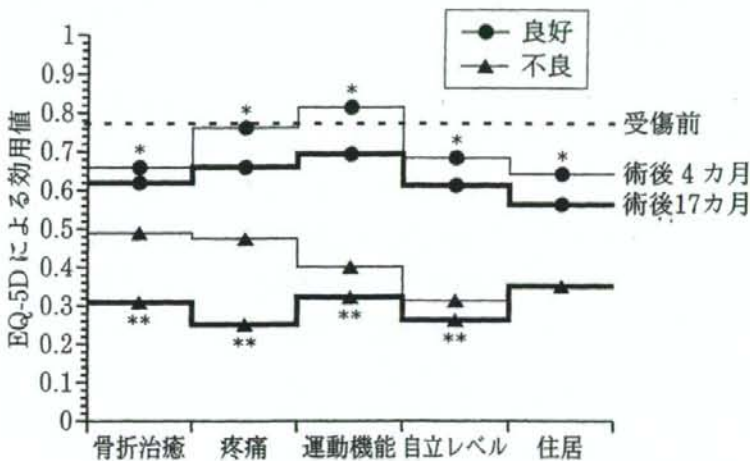 EQ-5Dによる効用値
1
0.9
0.8
0.7
0.6
0.5
0.4
0.3
0.2
0.1
0
良好
不良
*
*
*
*
*
受傷前
術後4カ月
術後17カ月
**
**
**
**
骨折治癒 疼痛 運動機能 自立レベル 住居